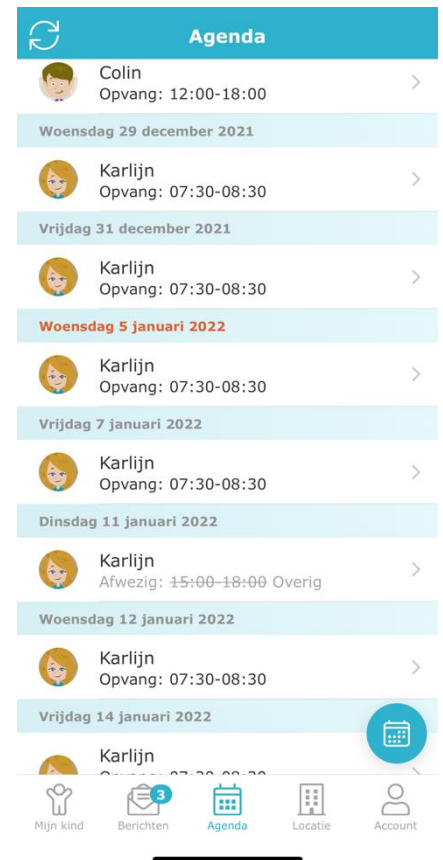 Agenda
Colin
Opvang: 12:00-18:00
Woensdag 29 december 2021
Karlijn
Opvang: 07:30-08:30
Vrijdag 31 december 2021
Karlijn
Opvang: 07:30-08:30
Woensdag 5 januari 2022
Karlijn
Opvang: 07:30-08:30
Vrijdag 7 januari 2022
Karlijn
Opvang: 07:30-08:30
Dinsdag 11 januari 2022
Karlijn
Afwezig: 15:00-18:00 Overig
Woensdag 12 januari 2022
Karlijn
Opvang: 07:30-08:30
Vrijdag 14 januari 2022
Karlijn
3
Mijn kind Berichten Agenda Locatie Account